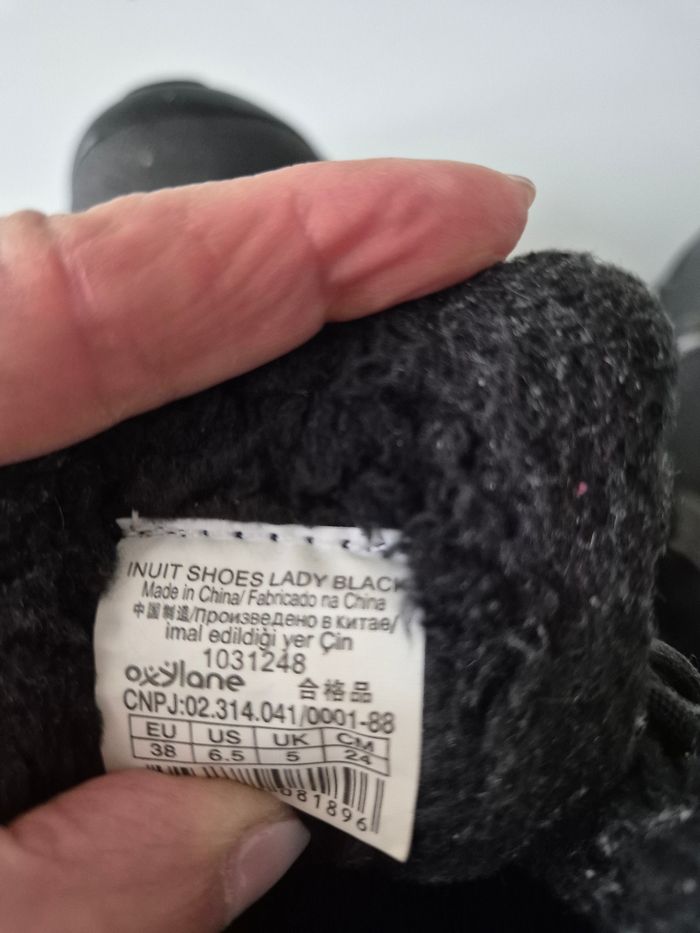 INUIT SHOES LADY BLACK
Made in China/ Fabricado na China
中国制造/Произведено в Китае/
imal edildiği yer Çin
1031248
oxylane 合格品
CNPJ:02.314.041/0001-88
EU US UK CM
38 6.5 5 24
081896